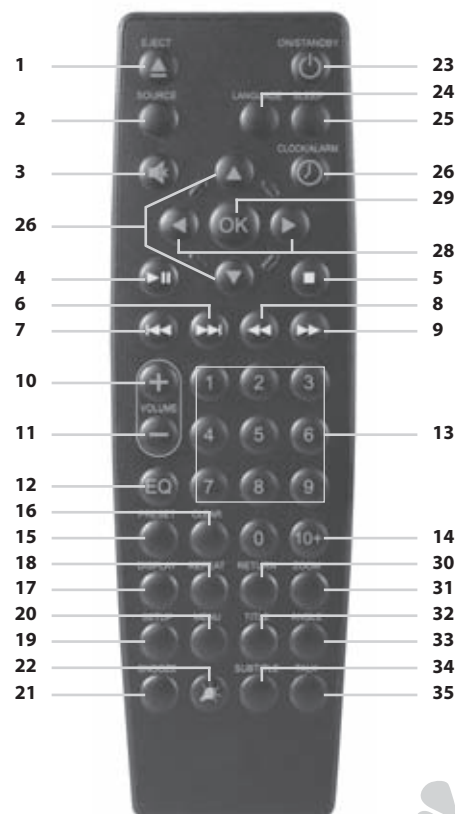 EJECT ON/STANDBY
1 23
SOURCE LANGUAGE SLEEP
24
2 25
CLOCK/ALARM
3 26
29
26 OK
28
4 5
6 8
7 9
10 + 1 2 3
VOLUME
11 − 4 5 6 13
12 EQ 7 8 9
16
PRESET CLEAR
15 0 10+ 14
18 30
DISPLAY REPEAT RETURN ZOOM
17 31
20 32
SETUP MENU TITLE ANGLE
19 33
22 34
SNOOZE SUBTITLE TALK
21 35